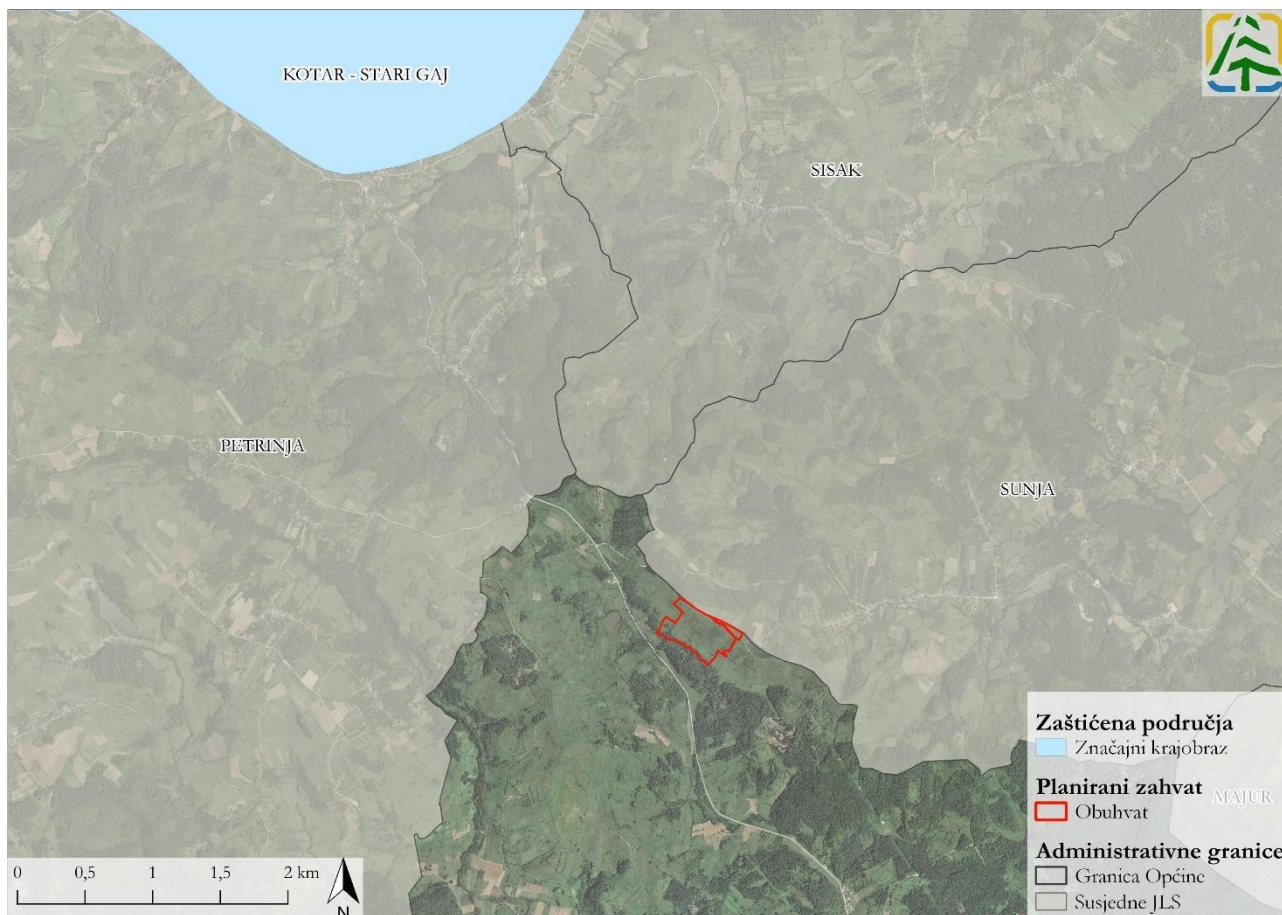 KOTAR - STARI GAJ
SISAK
PETRINJA
SUNJA
Zaštićena područja
Značajni krajobraz
Planirani zahvat
MAJUR
Obuhvat
Administrativne granice
Granica Općine
Susjedne JLS
0 0,5 1 1,5 2 km
N